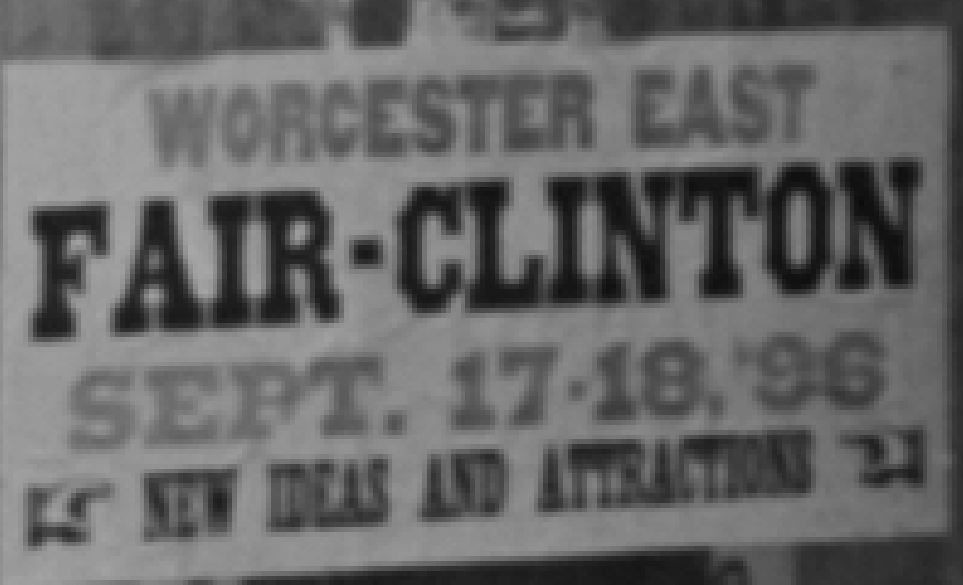 WORCESTER EAST
FAIR-CLINTON
SEPT. 17-18, '96
NEW IDEAS AND ATTRACTIONS